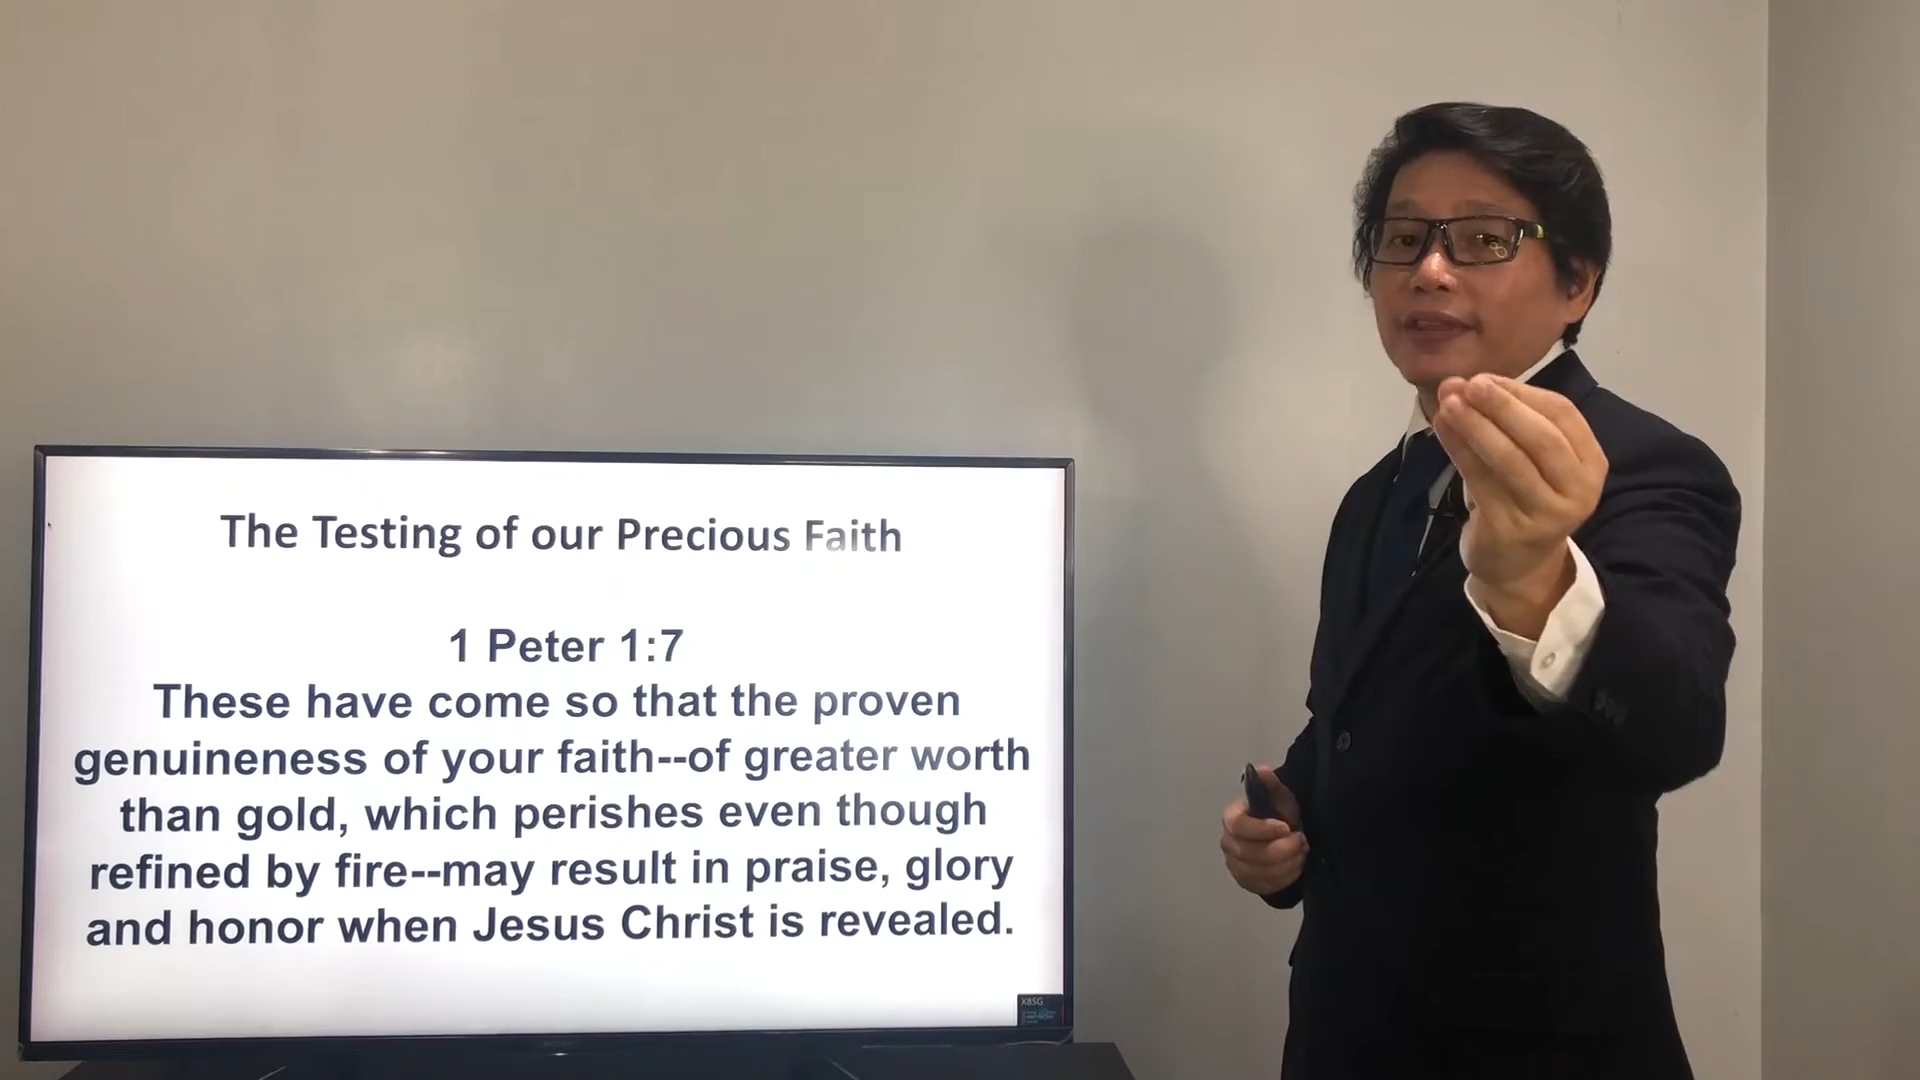 The Testing of our Precious Faith
1 Peter 1:7
These have come so that the proven
genuineness of your faith--of greater worth
than gold, which perishes even though
refined by fire--may result in praise, glory
and honor when Jesus Christ is revealed.
X85G